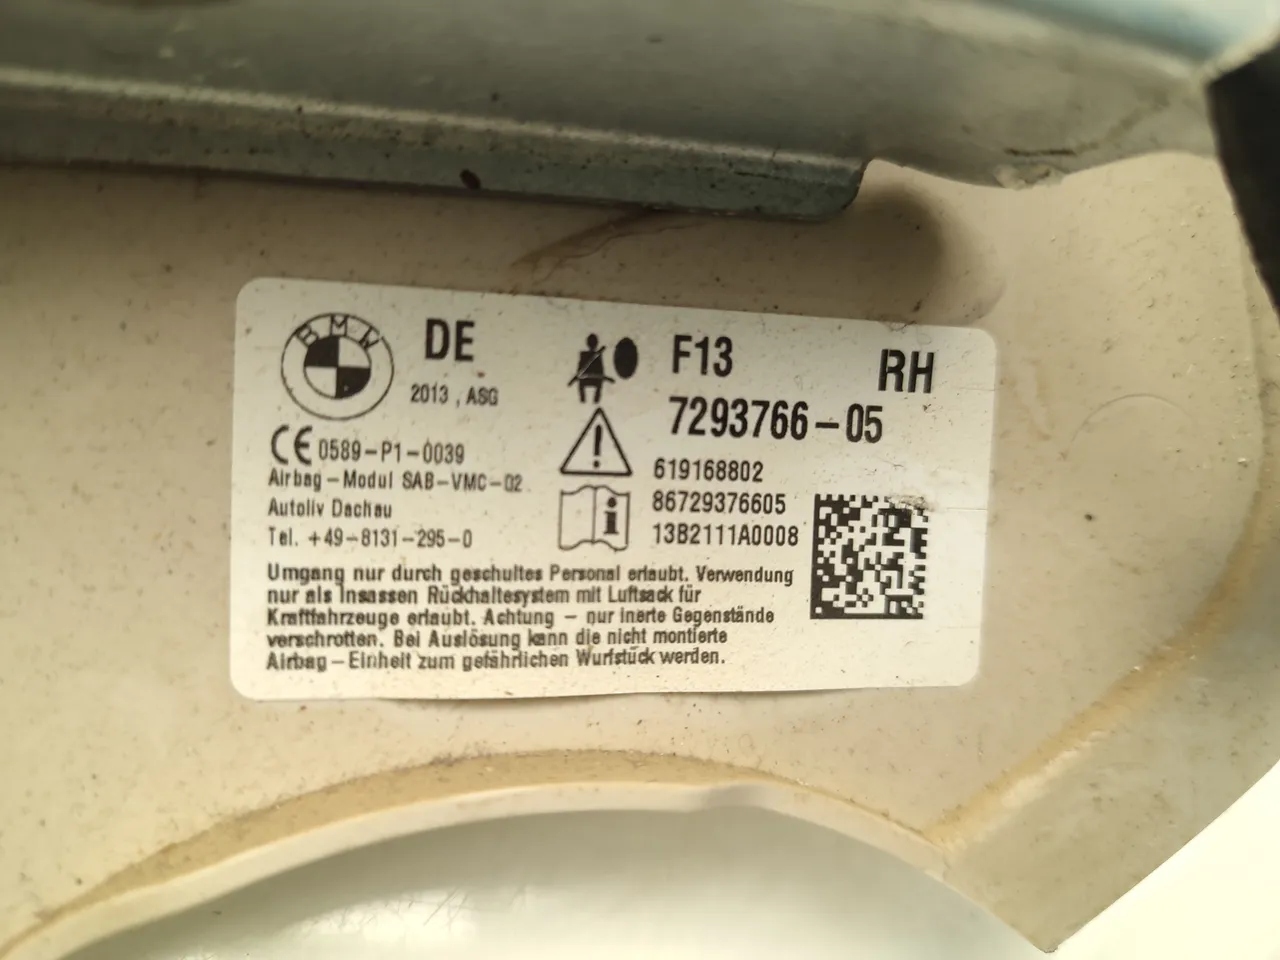 BMW
DE
2013 , ASG
CE 0589-P1-0039
Airbag-Modul SAB-VMC-02
Autoliv Dachau
Tel. +49-8131-295-0
F13 RH
7293766-05
619168802
86729376605
13B2111A0008
Umgang nur durch geschultes Personal erlaubt. Verwendung
nur als Insassen Rückhaltesystem mit Luftsack für
Kraftfahrzeuge erlaubt. Achtung - nur inerte Gegenstände
verschrotten. Bei Auslösung kann die nicht montierte
Airbag-Einheit zum gefährlichen Wurfstück werden.